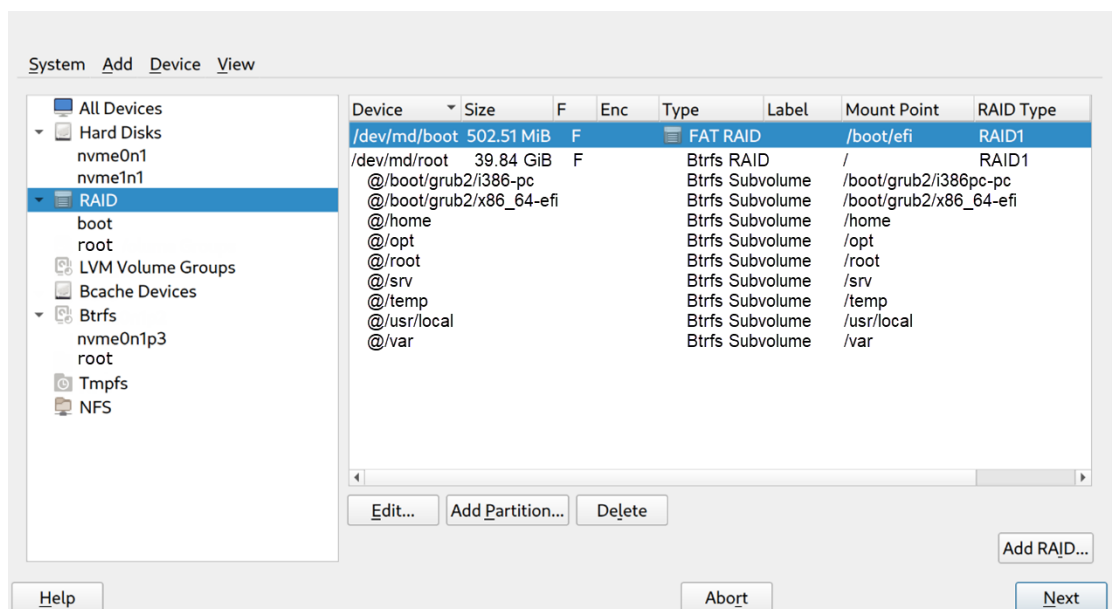 System Add Device View
All Devices
Hard Disks
nvme0n1
nvme1n1
RAID
boot
root
LVM Volume Groups
Bcache Devices
Btrfs
nvme0n1p3
root
Tmpfs
NFS
Device Size F Enc Type Label Mount Point RAID Type
/dev/md/boot 502.51 MiB F FAT RAID /boot/efi RAID1
/dev/md/root 39.84 GiB F Btrfs RAID / RAID1
@/boot/grub2/i386-pc Btrfs Subvolume /boot/grub2/i386pc-pc
@/boot/grub2/x86_64-efi Btrfs Subvolume /boot/grub2/x86_64-efi
@/home Btrfs Subvolume /home
@/opt Btrfs Subvolume /opt
@/root Btrfs Subvolume /root
@/srv Btrfs Subvolume /srv
@/temp Btrfs Subvolume /temp
@/usr/local Btrfs Subvolume /usr/local
@/var Btrfs Subvolume /var
Edit... Add Partition... Delete
Add RAID...
Help Abort Next